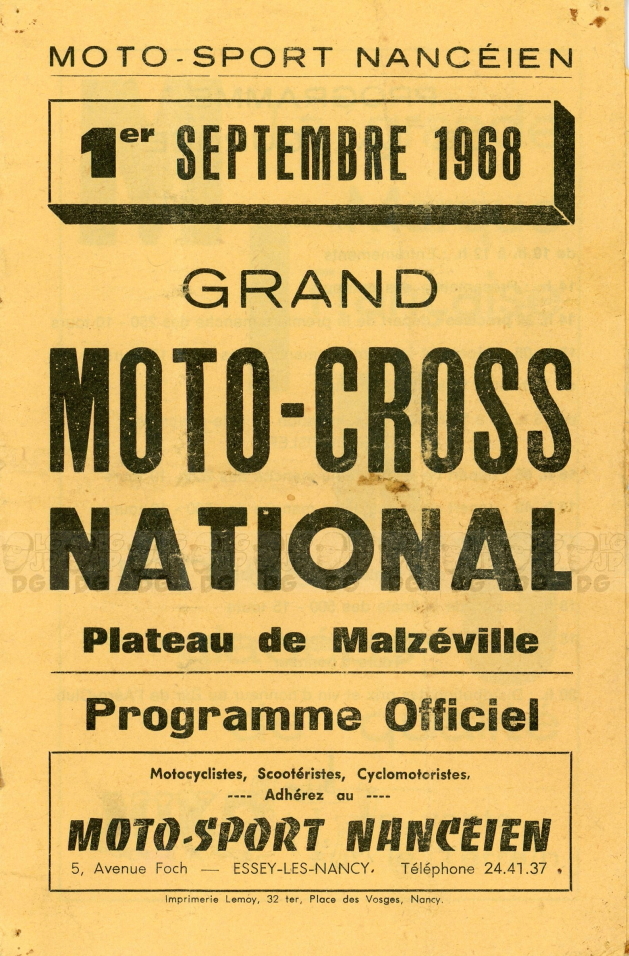 MOTO-SPORT NANCÉIEN
1er SEPTEMBRE 1968
GRAND
MOTO-CROSS
NATIONAL
Plateau de Malzéville
Programme Officiel
Motocyclistes, Scootéristes, Cyclomotoristes,
---- Adhérez au ----
MOTO-SPORT NANCÉIEN
5, Avenue Foch — ESSEY-LES-NANCY. Téléphone 24.41.37
Imprimerie Lemoy, 32 ter, Place des Vosges, Nancy.